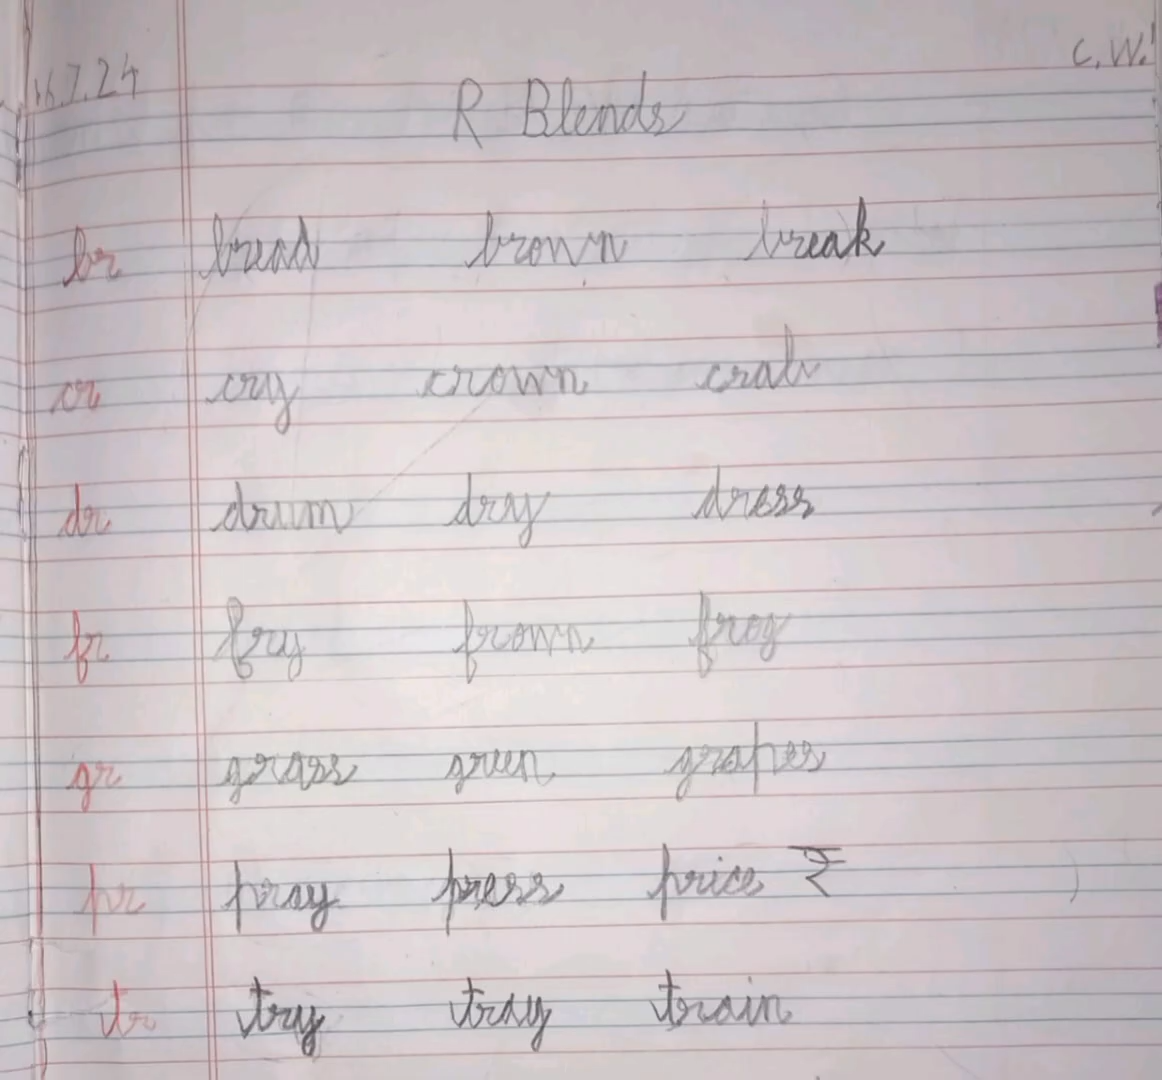 16.7.24 C.W.
R Blends
br bread brown break
cr cry crown crab
dr drum dry dress
fr fry frown frog
gr grass green grapes
pr pray press price ₹
tr try tray train